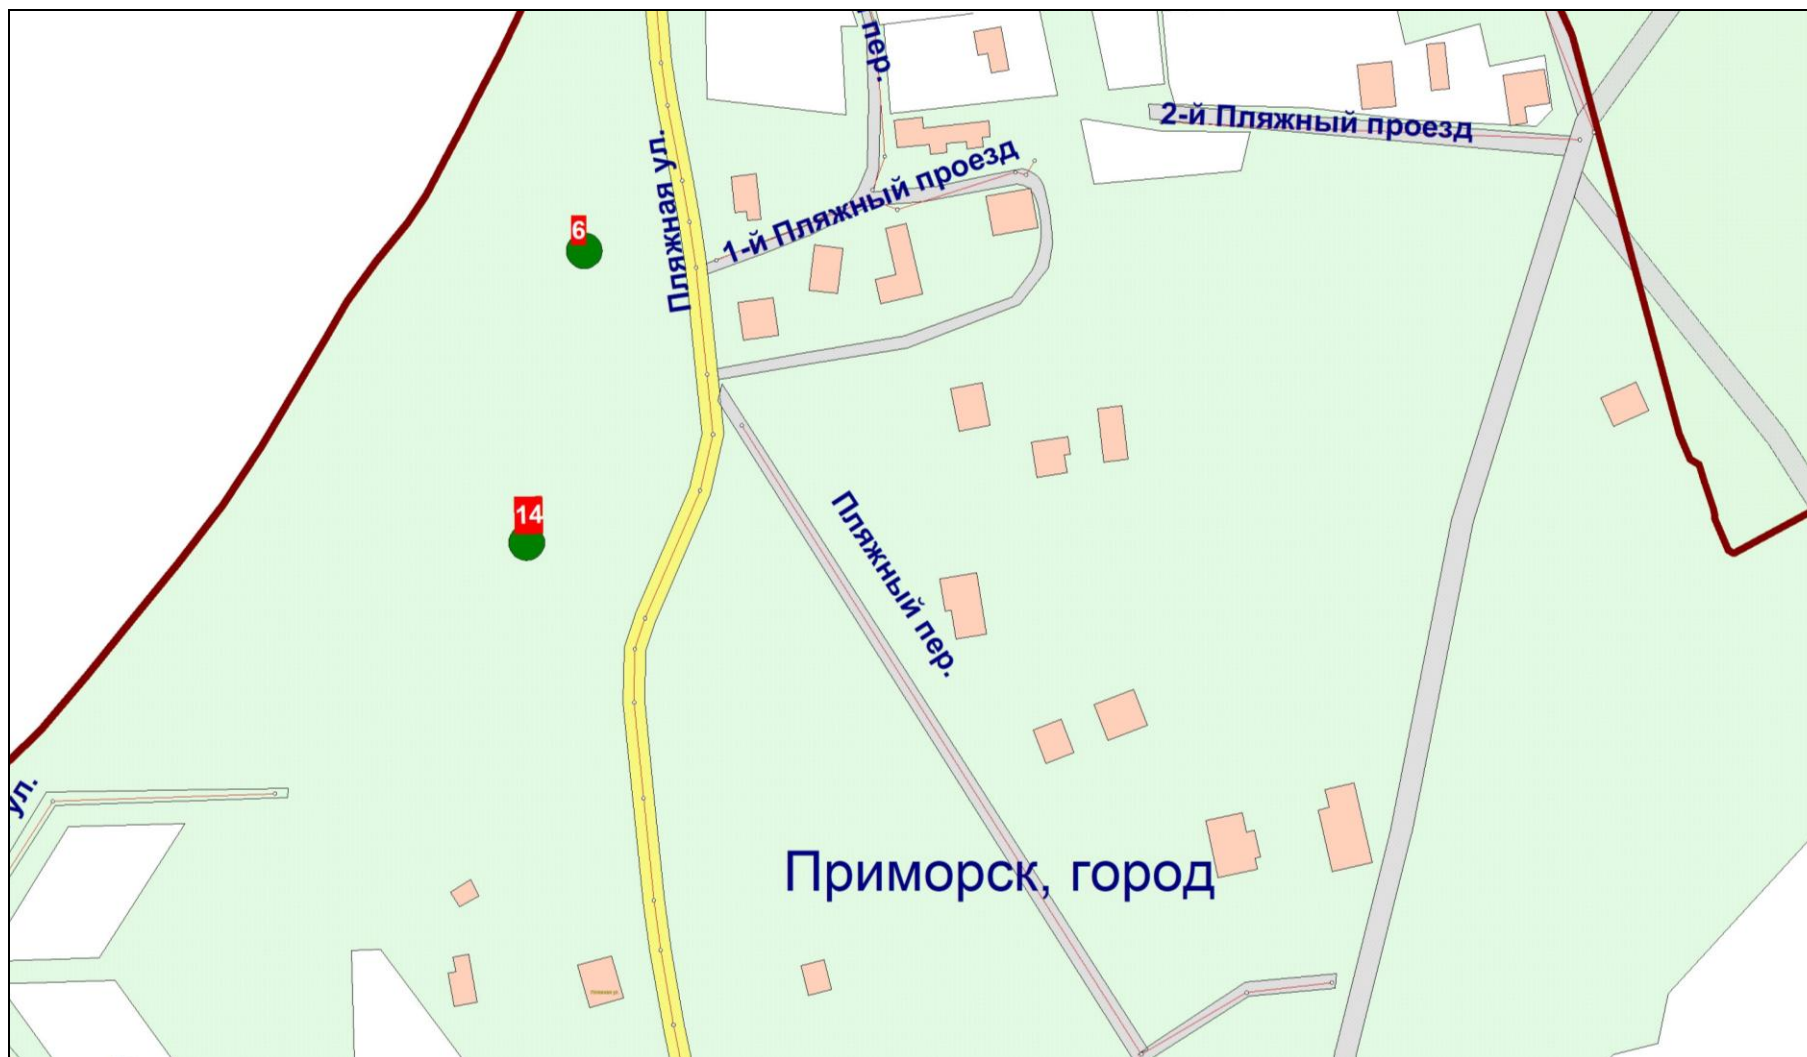 пер.
2-й Пляжный проезд
Пляжная ул.
1-й Пляжный проезд
6
14
Пляжный пер.
ул.
Приморск, город